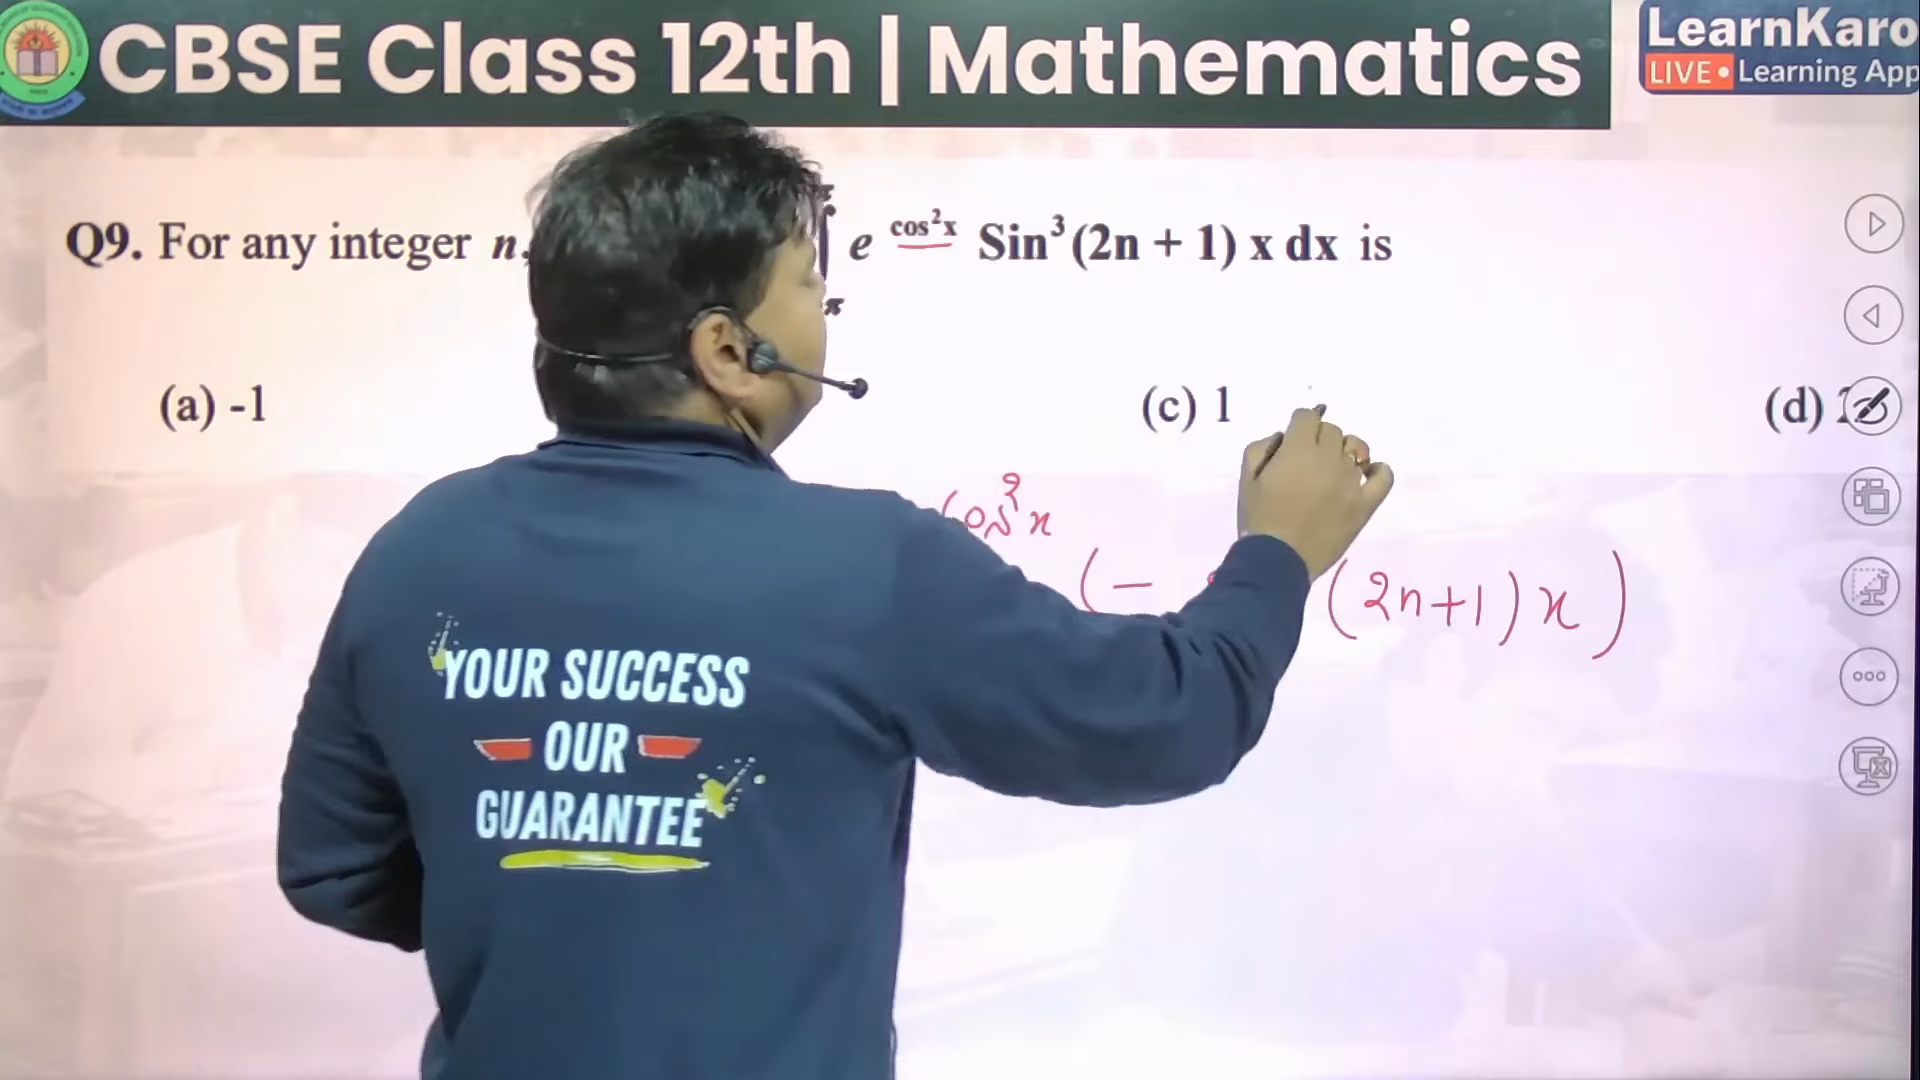 CBSE Class 12th | Mathematics
LearnKaro
LIVE • Learning App
Q9. For any integer n, π∫π e cos²x Sin³ (2n + 1) x dx is
(a) -1 (c) 1 (d)
cos²x
(- (2n+1)x)
YOUR SUCCESS
OUR
GUARANTEE